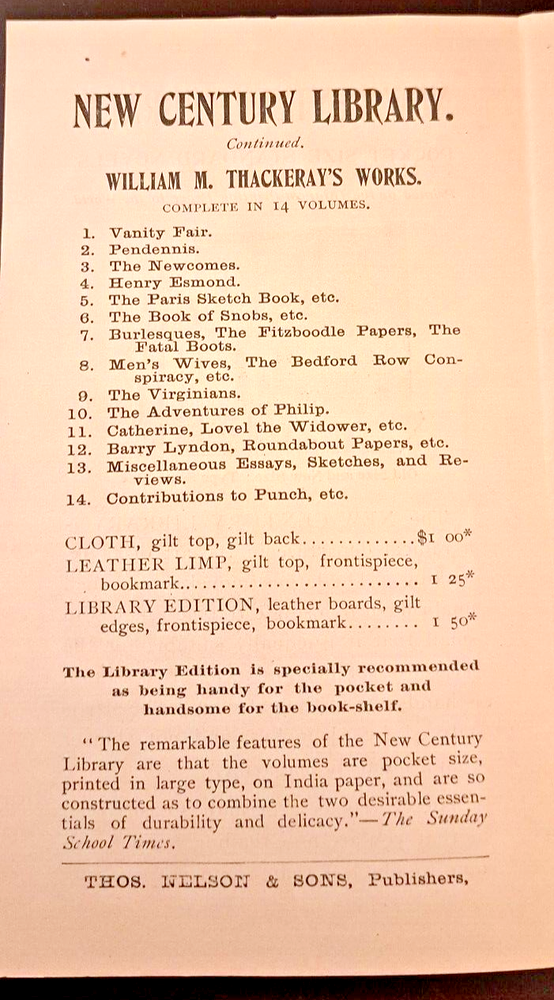 NEW CENTURY LIBRARY.
Continued.
WILLIAM M. THACKERAY'S WORKS.
COMPLETE IN 14 VOLUMES.
1. Vanity Fair.
2. Pendennis.
3. The Newcomes.
4. Henry Esmond.
5. The Paris Sketch Book, etc.
6. The Book of Snobs, etc.
7. Burlesques, The Fitzboodle Papers, The
Fatal Boots.
8. Men's Wives, The Bedford Row Con-
spiracy, etc.
9. The Virginians.
10. The Adventures of Philip.
11. Catherine, Lovel the Widower, etc.
12. Barry Lyndon, Roundabout Papers, etc.
13. Miscellaneous Essays, Sketches, and Re-
views.
14. Contributions to Punch, etc.
CLOTH, gilt top, gilt back.............$1 00*
LEATHER LIMP, gilt top, frontispiece,
bookmark.......................... 1 25*
LIBRARY EDITION, leather boards, gilt
edges, frontispiece, bookmark........ 1 50*
The Library Edition is specially recommended
as being handy for the pocket and
handsome for the book-shelf.
"The remarkable features of the New Century
Library are that the volumes are pocket size,
printed in large type, on India paper, and are so
constructed as to combine the two desirable essen-
tials of durability and delicacy."—The Sunday
School Times.
THOS. NELSON & SONS, Publishers,